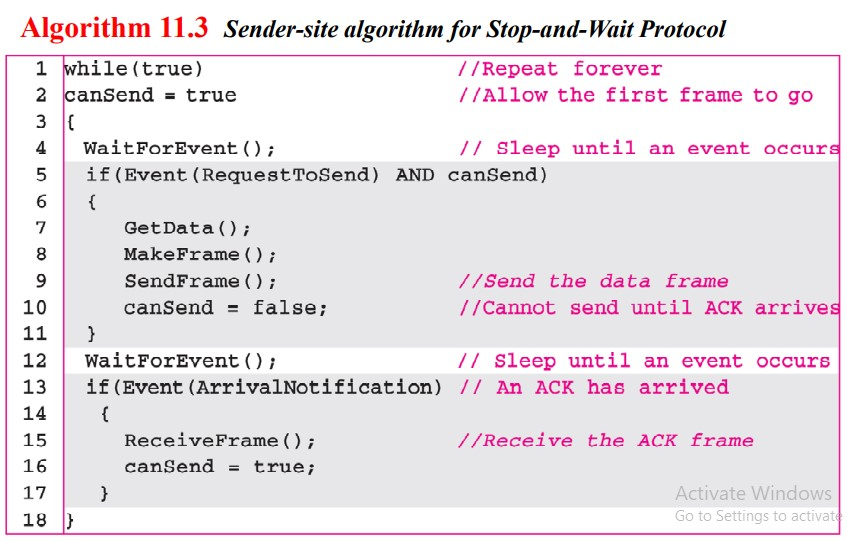 Algorithm 11.3 Sender-site algorithm for Stop-and-Wait Protocol
1 while(true) //Repeat forever
2 canSend = true //Allow the first frame to go
3 {
4 WaitForEvent(); // Sleep until an event occurs
5 if(Event(RequestToSend) AND canSend)
6 {
7 GetData();
8 MakeFrame();
9 SendFrame(); //Send the data frame
10 canSend = false; //Cannot send until ACK arrives
11 }
12 WaitForEvent(); // Sleep until an event occurs
13 if(Event(ArrivalNotification) // An ACK has arrived
14 {
15 ReceiveFrame(); //Receive the ACK frame
16 canSend = true;
17 }
Activate Windows
Go to Settings to activate
18 }